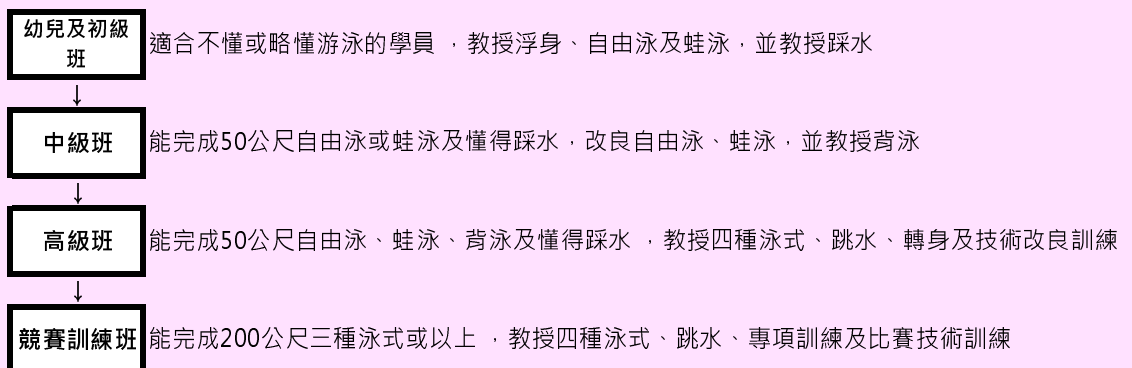 幼兒及初級
班
適合不懂或略懂游泳的學員 ，教授浮身、自由泳及蛙泳，並教授踩水
↓
中級班
能完成50公尺自由泳或蛙泳及懂得踩水，改良自由泳、蛙泳，並教授背泳
↓
高級班
能完成50公尺自由泳、蛙泳、背泳及懂得踩水 ，教授四種泳式、跳水、轉身及技術改良訓練
↓
競賽訓練班
能完成200公尺三種泳式或以上 ，教授四種泳式、跳水、專項訓練及比賽技術訓練